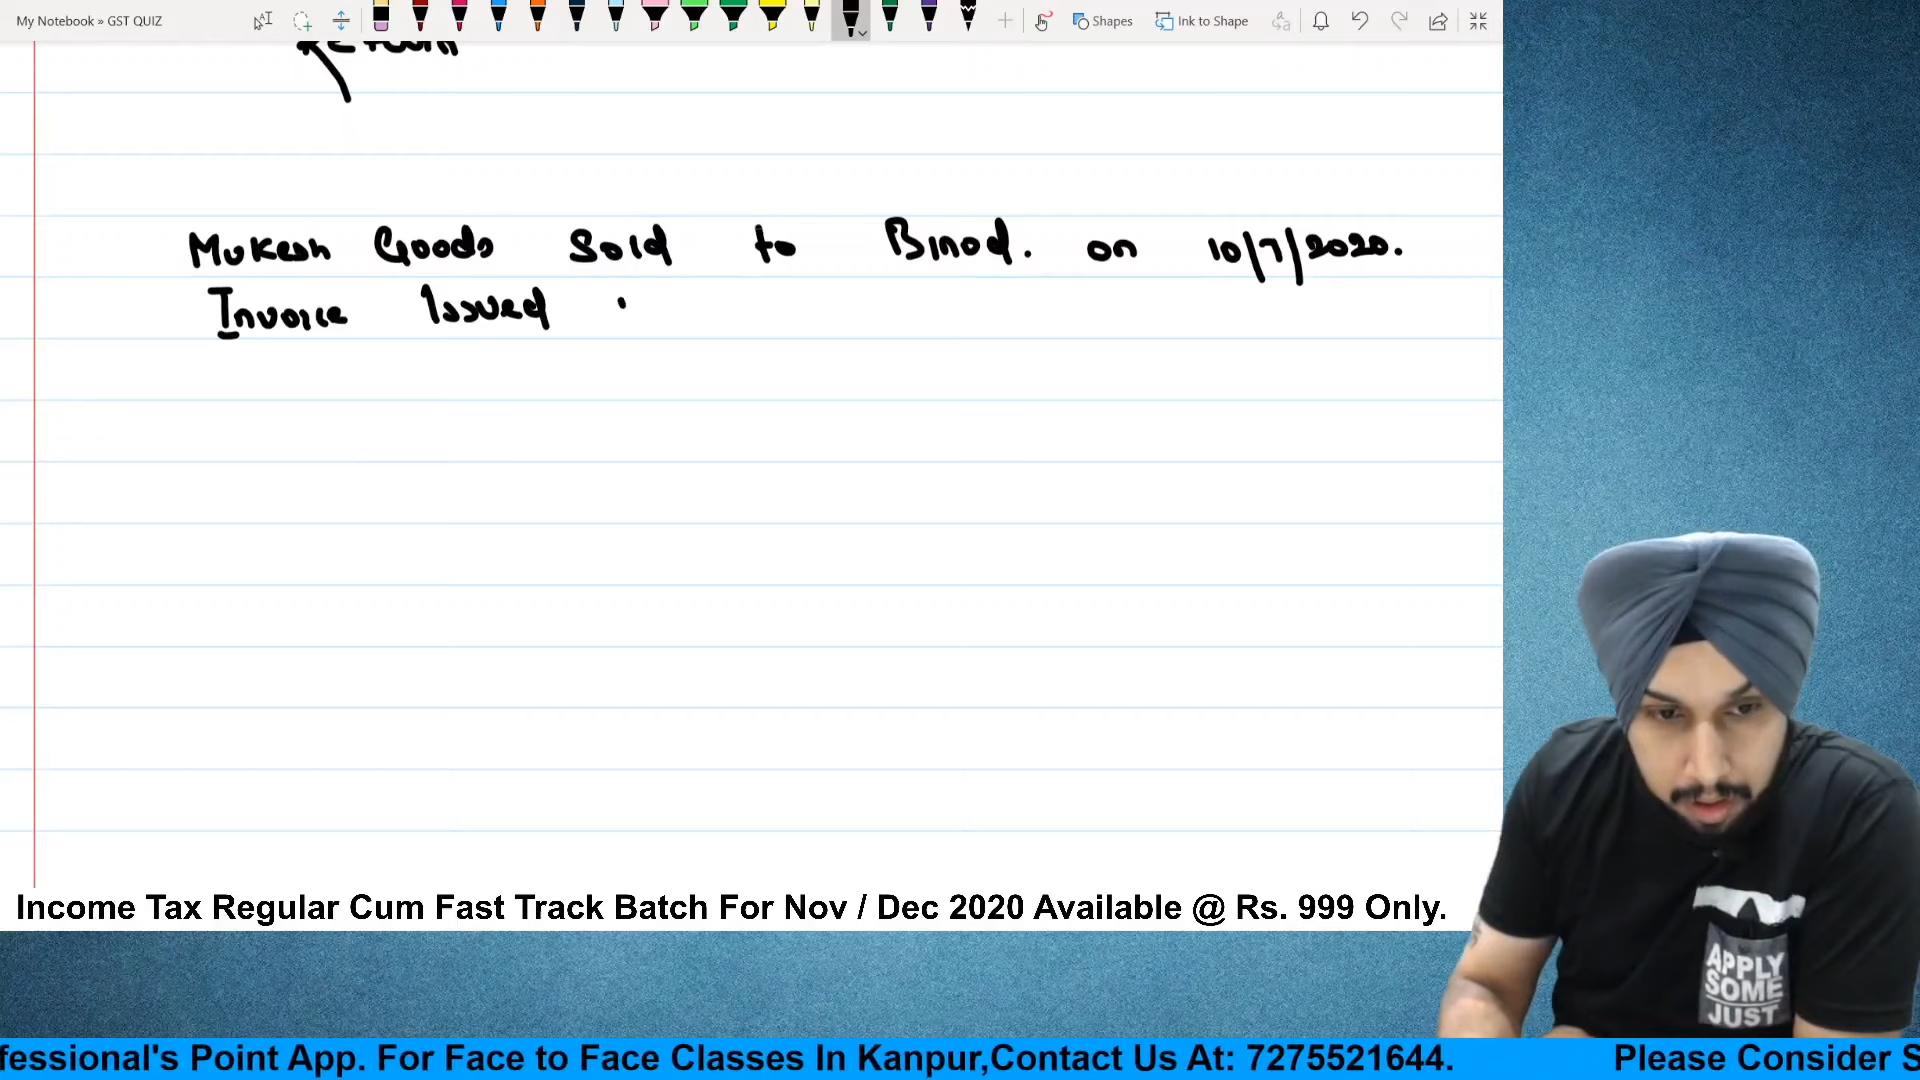 My Notebook » GST QUIZ
Shapes
Ink to Shape
return
Mukesh Goods Sold to Binod. on 10/7/2020.
Invoice Issued
Income Tax Regular Cum Fast Track Batch For Nov / Dec 2020 Available @ Rs. 999 Only.
APPLY
SOME
JUST
fessional's Point App. For Face to Face Classes In Kanpur,Contact Us At: 7275521644. Please Consider S